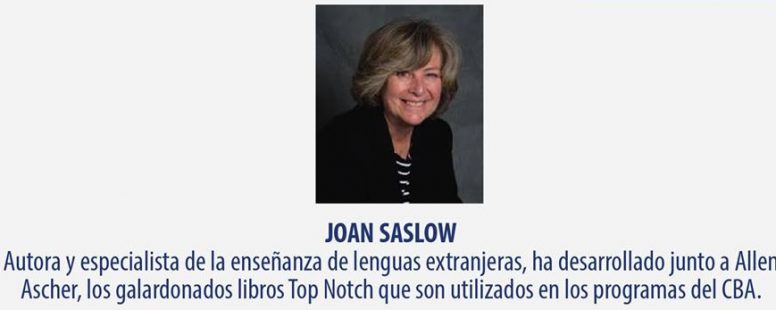 JOAN SASLOW
Autora y especialista de la enseñanza de lenguas extranjeras, ha desarrollado junto a Allen
Ascher, los galardonados libros Top Notch que son utilizados en los programas del CBA.